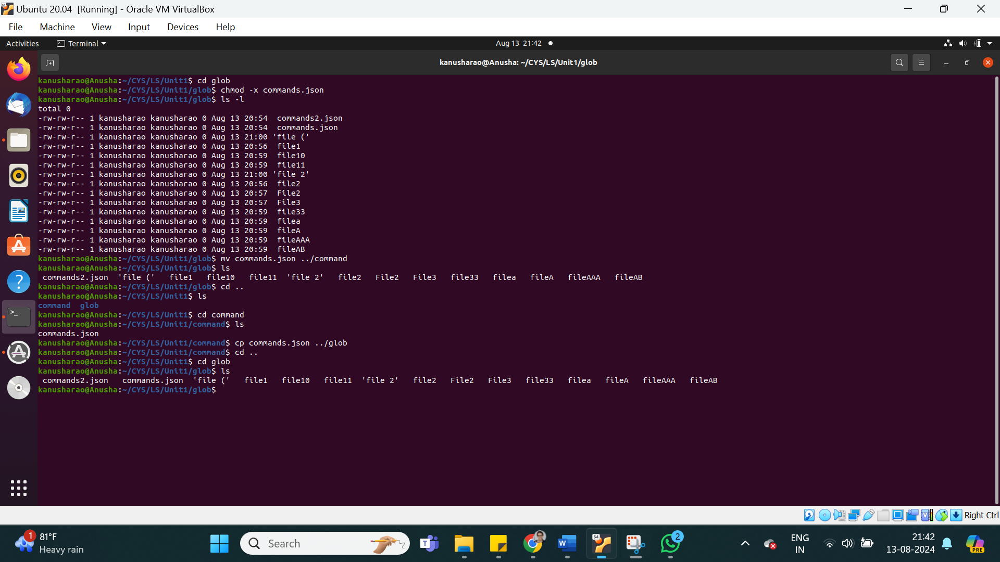 Ubuntu 20.04 [Running] - Oracle VM VirtualBox
File Machine View Input Devices Help
Activities Terminal Aug 13 21:42
kanusharao@Anusha: ~/CYS/LS/Unit1/glob
kanusharao@Anusha:~/CYS/LS/Unit1$ cd glob
kanusharao@Anusha:~/CYS/LS/Unit1/glob$ chmod -x commands.json
kanusharao@Anusha:~/CYS/LS/Unit1/glob$ ls -l
total 0
-rw-rw-r-- 1 kanusharao kanusharao 0 Aug 13 20:54  commands2.json
-rw-rw-r-- 1 kanusharao kanusharao 0 Aug 13 20:54  commands.json
-rw-rw-r-- 1 kanusharao kanusharao 0 Aug 13 21:00 'file ('
-rw-rw-r-- 1 kanusharao kanusharao 0 Aug 13 20:56  file1
-rw-rw-r-- 1 kanusharao kanusharao 0 Aug 13 20:59  file10
-rw-rw-r-- 1 kanusharao kanusharao 0 Aug 13 20:59  file11
-rw-rw-r-- 1 kanusharao kanusharao 0 Aug 13 21:00 'file 2'
-rw-rw-r-- 1 kanusharao kanusharao 0 Aug 13 20:56  file2
-rw-rw-r-- 1 kanusharao kanusharao 0 Aug 13 20:57  File2
-rw-rw-r-- 1 kanusharao kanusharao 0 Aug 13 20:57  File3
-rw-rw-r-- 1 kanusharao kanusharao 0 Aug 13 20:59  file33
-rw-rw-r-- 1 kanusharao kanusharao 0 Aug 13 20:59  filea
-rw-rw-r-- 1 kanusharao kanusharao 0 Aug 13 20:59  fileA
-rw-rw-r-- 1 kanusharao kanusharao 0 Aug 13 20:59  fileAAA
-rw-rw-r-- 1 kanusharao kanusharao 0 Aug 13 20:59  fileAB
kanusharao@Anusha:~/CYS/LS/Unit1/glob$ mv commands.json ../command
kanusharao@Anusha:~/CYS/LS/Unit1/glob$ ls
commands2.json 'file (' file1 file10 file11 'file 2' file2 File2 File3 file33 filea fileA fileAAA fileAB
kanusharao@Anusha:~/CYS/LS/Unit1/glob$ cd ..
kanusharao@Anusha:~/CYS/LS/Unit1$ ls
command glob
kanusharao@Anusha:~/CYS/LS/Unit1$ cd command
kanusharao@Anusha:~/CYS/LS/Unit1/command$ ls
commands.json
kanusharao@Anusha:~/CYS/LS/Unit1/command$ cp commands.json ../glob
kanusharao@Anusha:~/CYS/LS/Unit1/command$ cd ..
kanusharao@Anusha:~/CYS/LS/Unit1$ cd glob
kanusharao@Anusha:~/CYS/LS/Unit1/glob$ ls
commands2.json commands.json 'file (' file1 file10 file11 'file 2' file2 File2 File3 file33 filea fileA fileAAA fileAB
kanusharao@Anusha:~/CYS/LS/Unit1/glob$
Right Ctrl
1 81°F
Heavy rain
Search
64
2
ENG
IN
21:42
13-08-2024
PRE